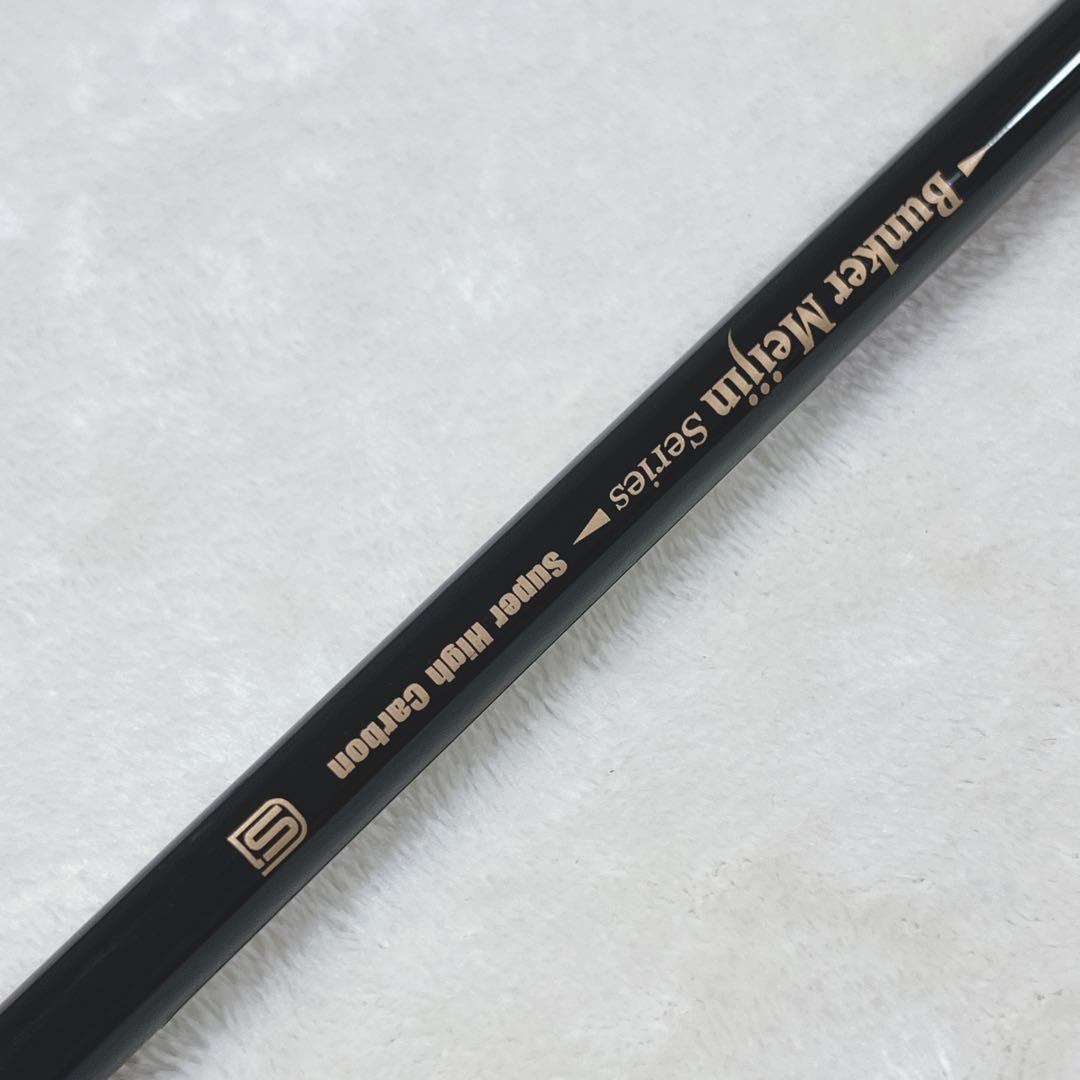 Bunker Meijin Series
Super High Carbon
S